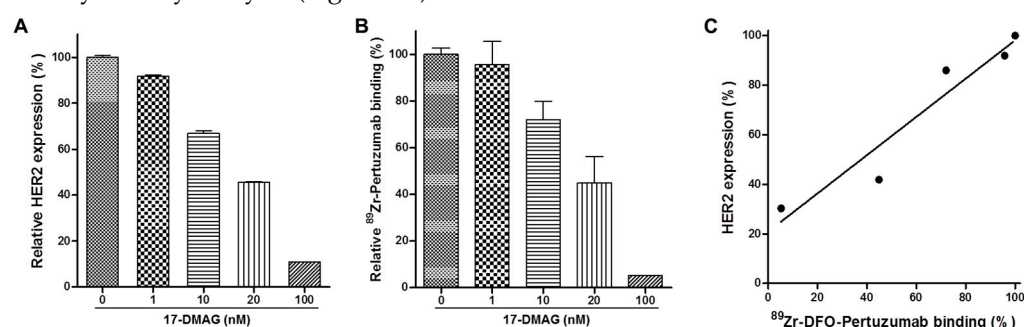 A
B
C
Relative HER2 expression (%)
100
80
60
40
20
0
0 1 10 20 100
17-DMAG (nM)
Relative ⁸⁹Zr-Pertuzumab binding (%)
100
80
60
40
20
0
0 1 10 20 100
17-DMAG (nM)
HER2 expression (%)
100
80
60
40
20
0
0 20 40 60 80 100
⁸⁹Zr-DFO-Pertuzumab binding (%)